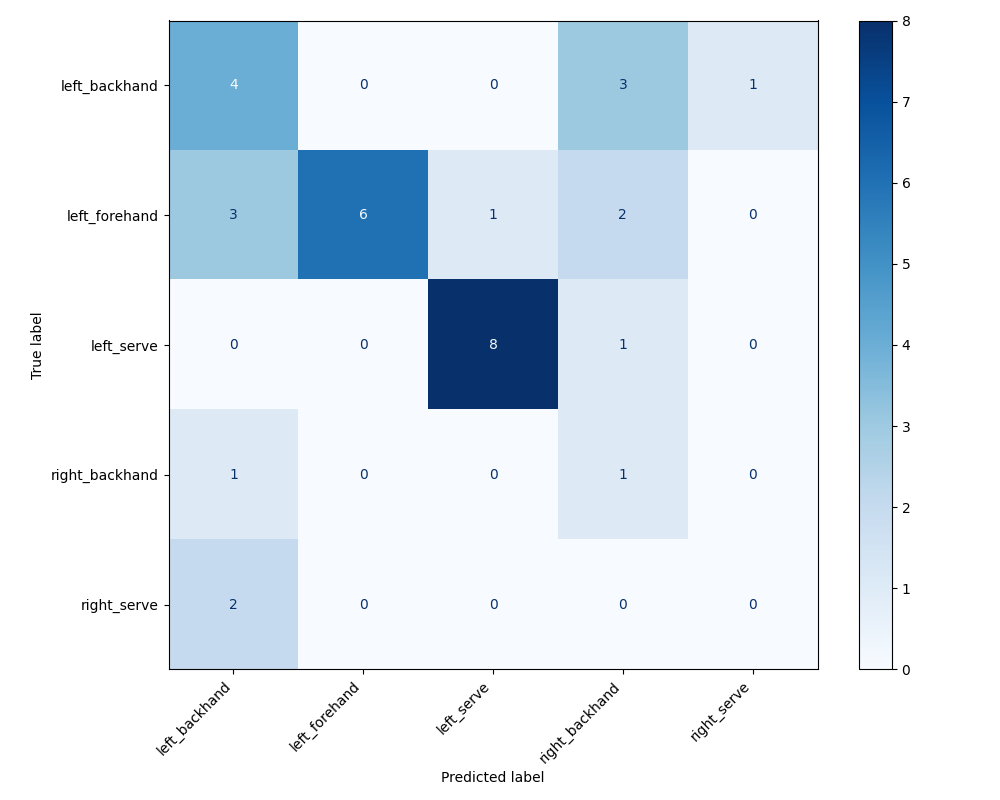 left_backhand 4 0 0 3 1
left_forehand 3 6 1 2 0
left_serve 0 0 8 1 0
right_backhand 1 0 0 1 0
right_serve 2 0 0 0 0
left_backhand left_forehand left_serve right_backhand right_serve
Predicted label
True label
8
7
6
5
4
3
2
1
0